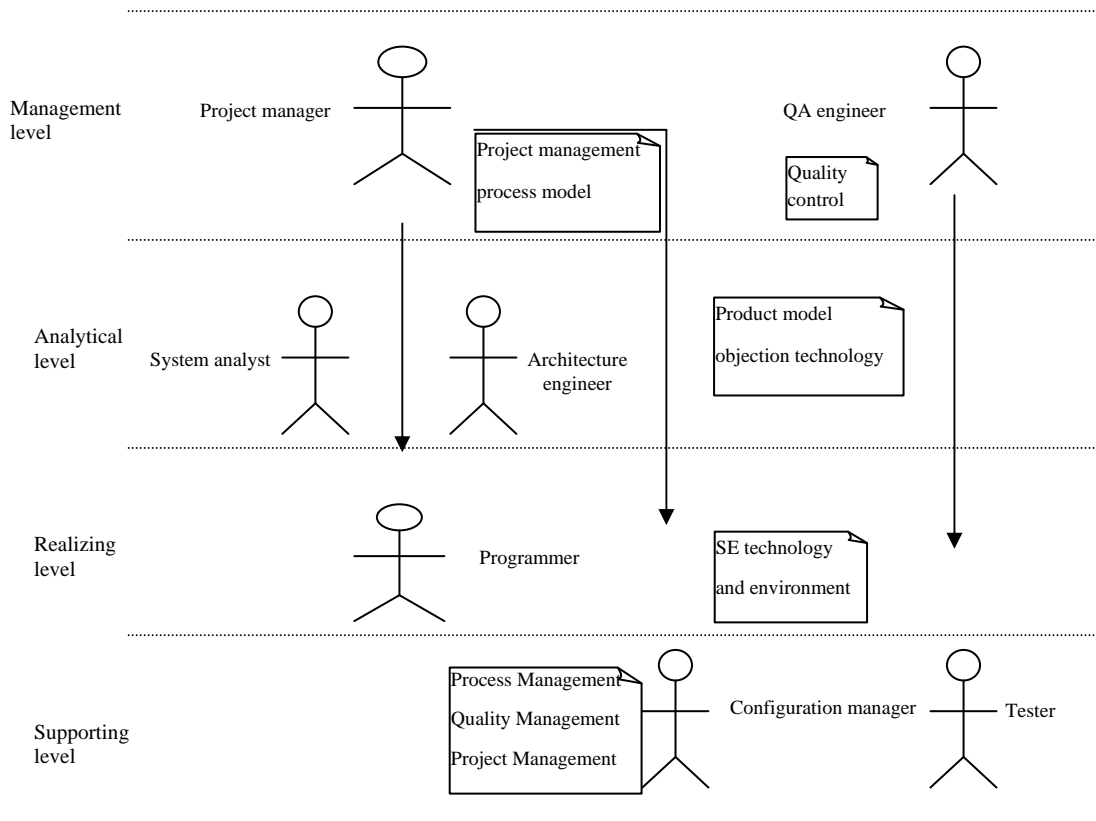 Management
level
Project manager
Project management
process model
QA engineer
Quality
control
Analytical
level
System analyst
Architecture
engineer
Product model
objection technology
Realizing
level
Programmer
SE technology
and environment
Supporting
level
Process Management
Quality Management
Project Management
Configuration manager
Tester